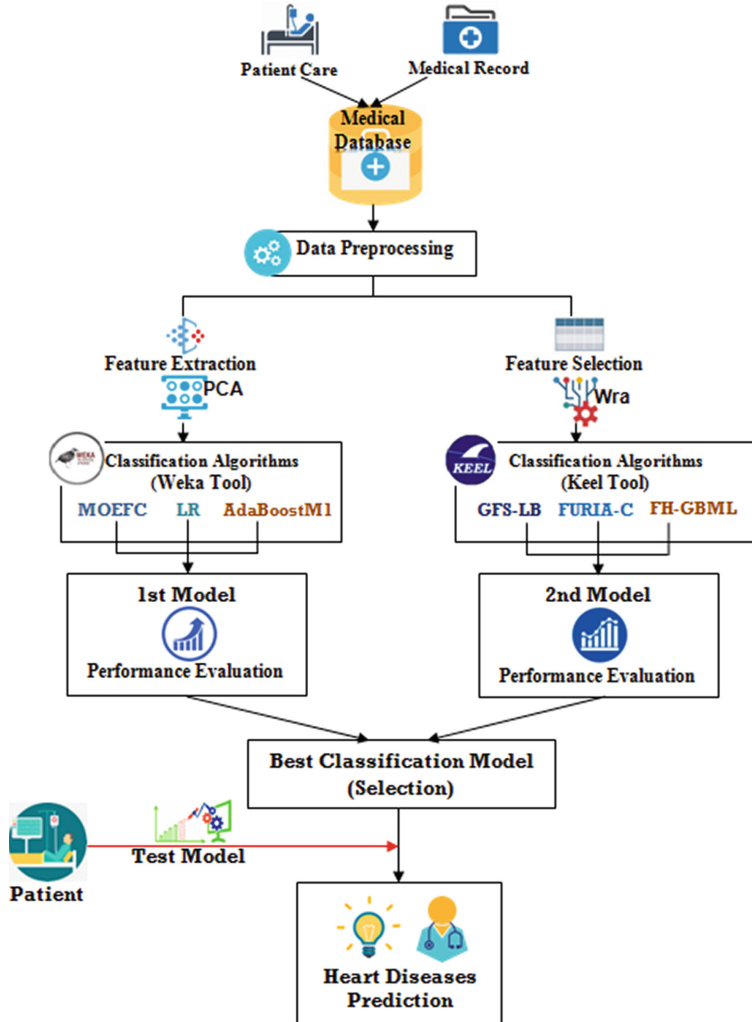 Patient Care
Medical Record
Medical
Database
Data Preprocessing
Feature Extraction
PCA
Feature Selection
Wra
WEKA
Classification Algorithms
(Weka Tool)
MOEFC LR AdaBoostM1
KEEL
Classification Algorithms
(Keel Tool)
GFS-LB FURIA-C FH-GBML
1st Model
Performance Evaluation
2nd Model
Performance Evaluation
Best Classification Model
(Selection)
Test Model
Patient
Heart Diseases
Prediction